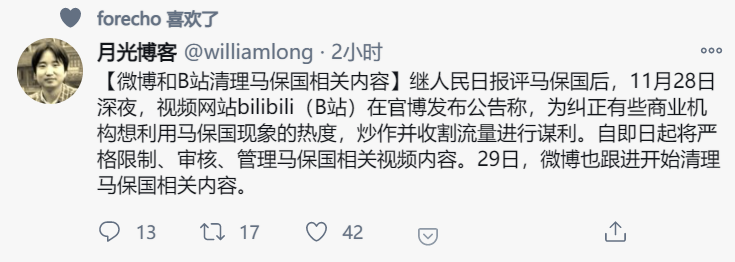 forecho 喜欢了
月光博客 @williamlong · 2小时
【微博和B站清理马保国相关内容】继人民日报评马保国后，11月28日
深夜，视频网站bilibili（B站）在官博发布公告称，为纠正有些商业机
构想利用马保国现象的热度，炒作并收割流量进行谋利。自即日起将严
格限制、审核、管理马保国相关视频内容。29日，微博也跟进开始清理
马保国相关内容。
13 17 42